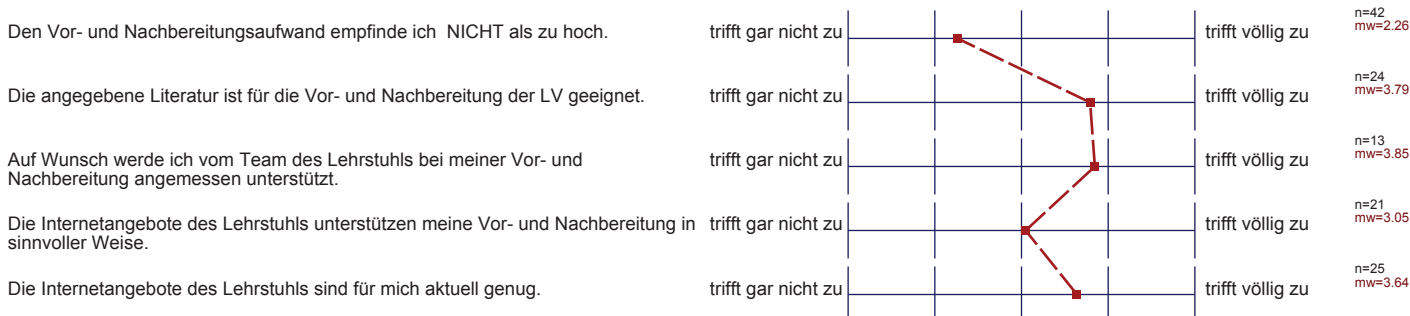 Den Vor- und Nachbereitungsaufwand empfinde ich  NICHT als zu hoch. trifft gar nicht zu trifft völlig zu n=42
mw=2.26
Die angegebene Literatur ist für die Vor- und Nachbereitung der LV geeignet. trifft gar nicht zu trifft völlig zu n=24
mw=3.79
Auf Wunsch werde ich vom Team des Lehrstuhls bei meiner Vor- und trifft gar nicht zu trifft völlig zu n=13
Nachbereitung angemessen unterstützt. mw=3.85
Die Internetangebote des Lehrstuhls unterstützen meine Vor- und Nachbereitung in trifft gar nicht zu trifft völlig zu n=21
sinnvoller Weise. mw=3.05
Die Internetangebote des Lehrstuhls sind für mich aktuell genug. trifft gar nicht zu trifft völlig zu n=25
mw=3.64